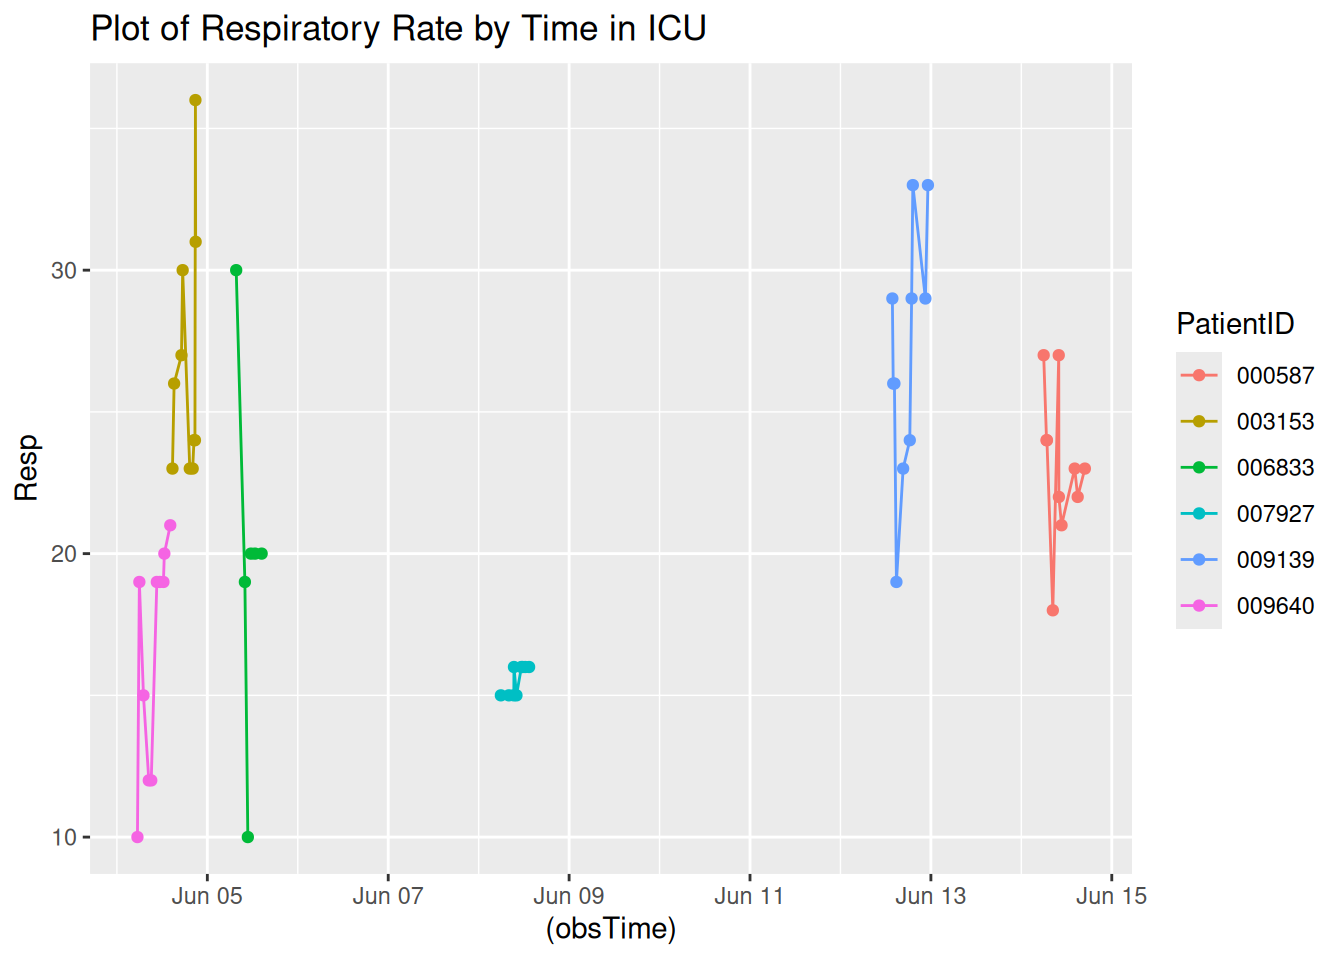 Plot of Respiratory Rate by Time in ICU
Resp
30
20
10
Jun 05 Jun 07 Jun 09 Jun 11 Jun 13 Jun 15
(obsTime)
PatientID
000587
003153
006833
007927
009139
009640